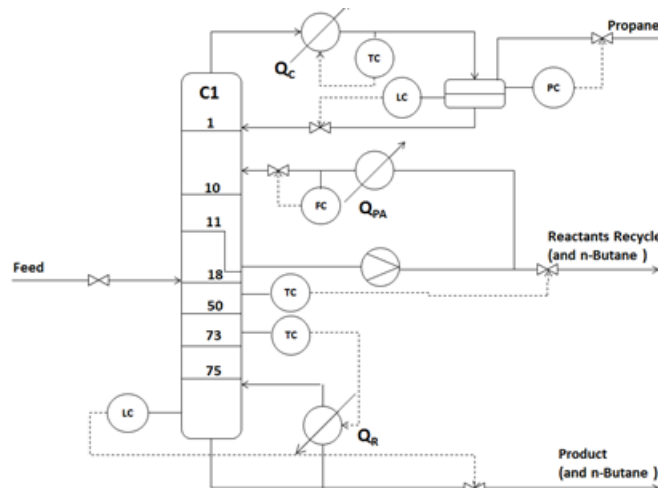 Propane
Q_C
TC
C1
LC
PC
1
10
FC
Q_PA
11
Reactants Recycle
(and n-Butane )
Feed
18
TC
50
TC
73
75
LC
Q_R
Product
(and n-Butane)